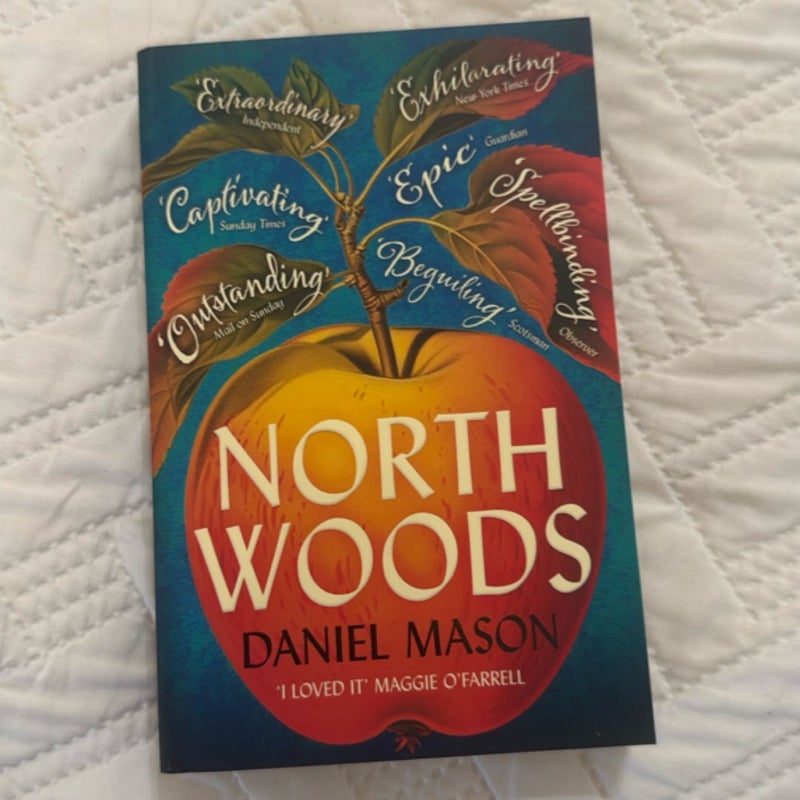 'Extraordinary'
Independent
'Exhilarating'
New York Times
'Captivating'
Sunday Times
'Epic' Guardian
'Spellbinding'
Observer
'Outstanding'
Mail on Sunday
'Beguiling'
Scotsman
NORTH
WOODS
DANIEL MASON
'I LOVED IT' MAGGIE O'FARRELL